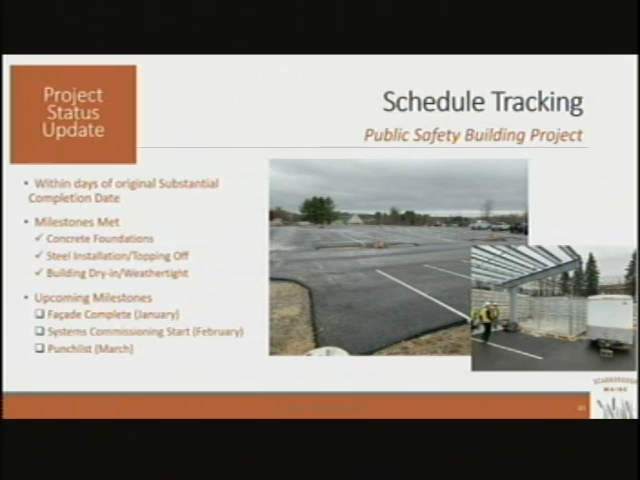 Project
Status
Update
Schedule Tracking
Public Safety Building Project
• Within days of original Substantial
Completion Date
• Milestones Met
✓ Concrete Foundations
✓ Steel Installation/Topping Off
✓ Building Dry-in/Weathertight
• Upcoming Milestones
❑ Façade Complete (January)
❑ Systems Commissioning Start (February)
❑ Punchlist (March)
SCARBOROUGH
MAINE